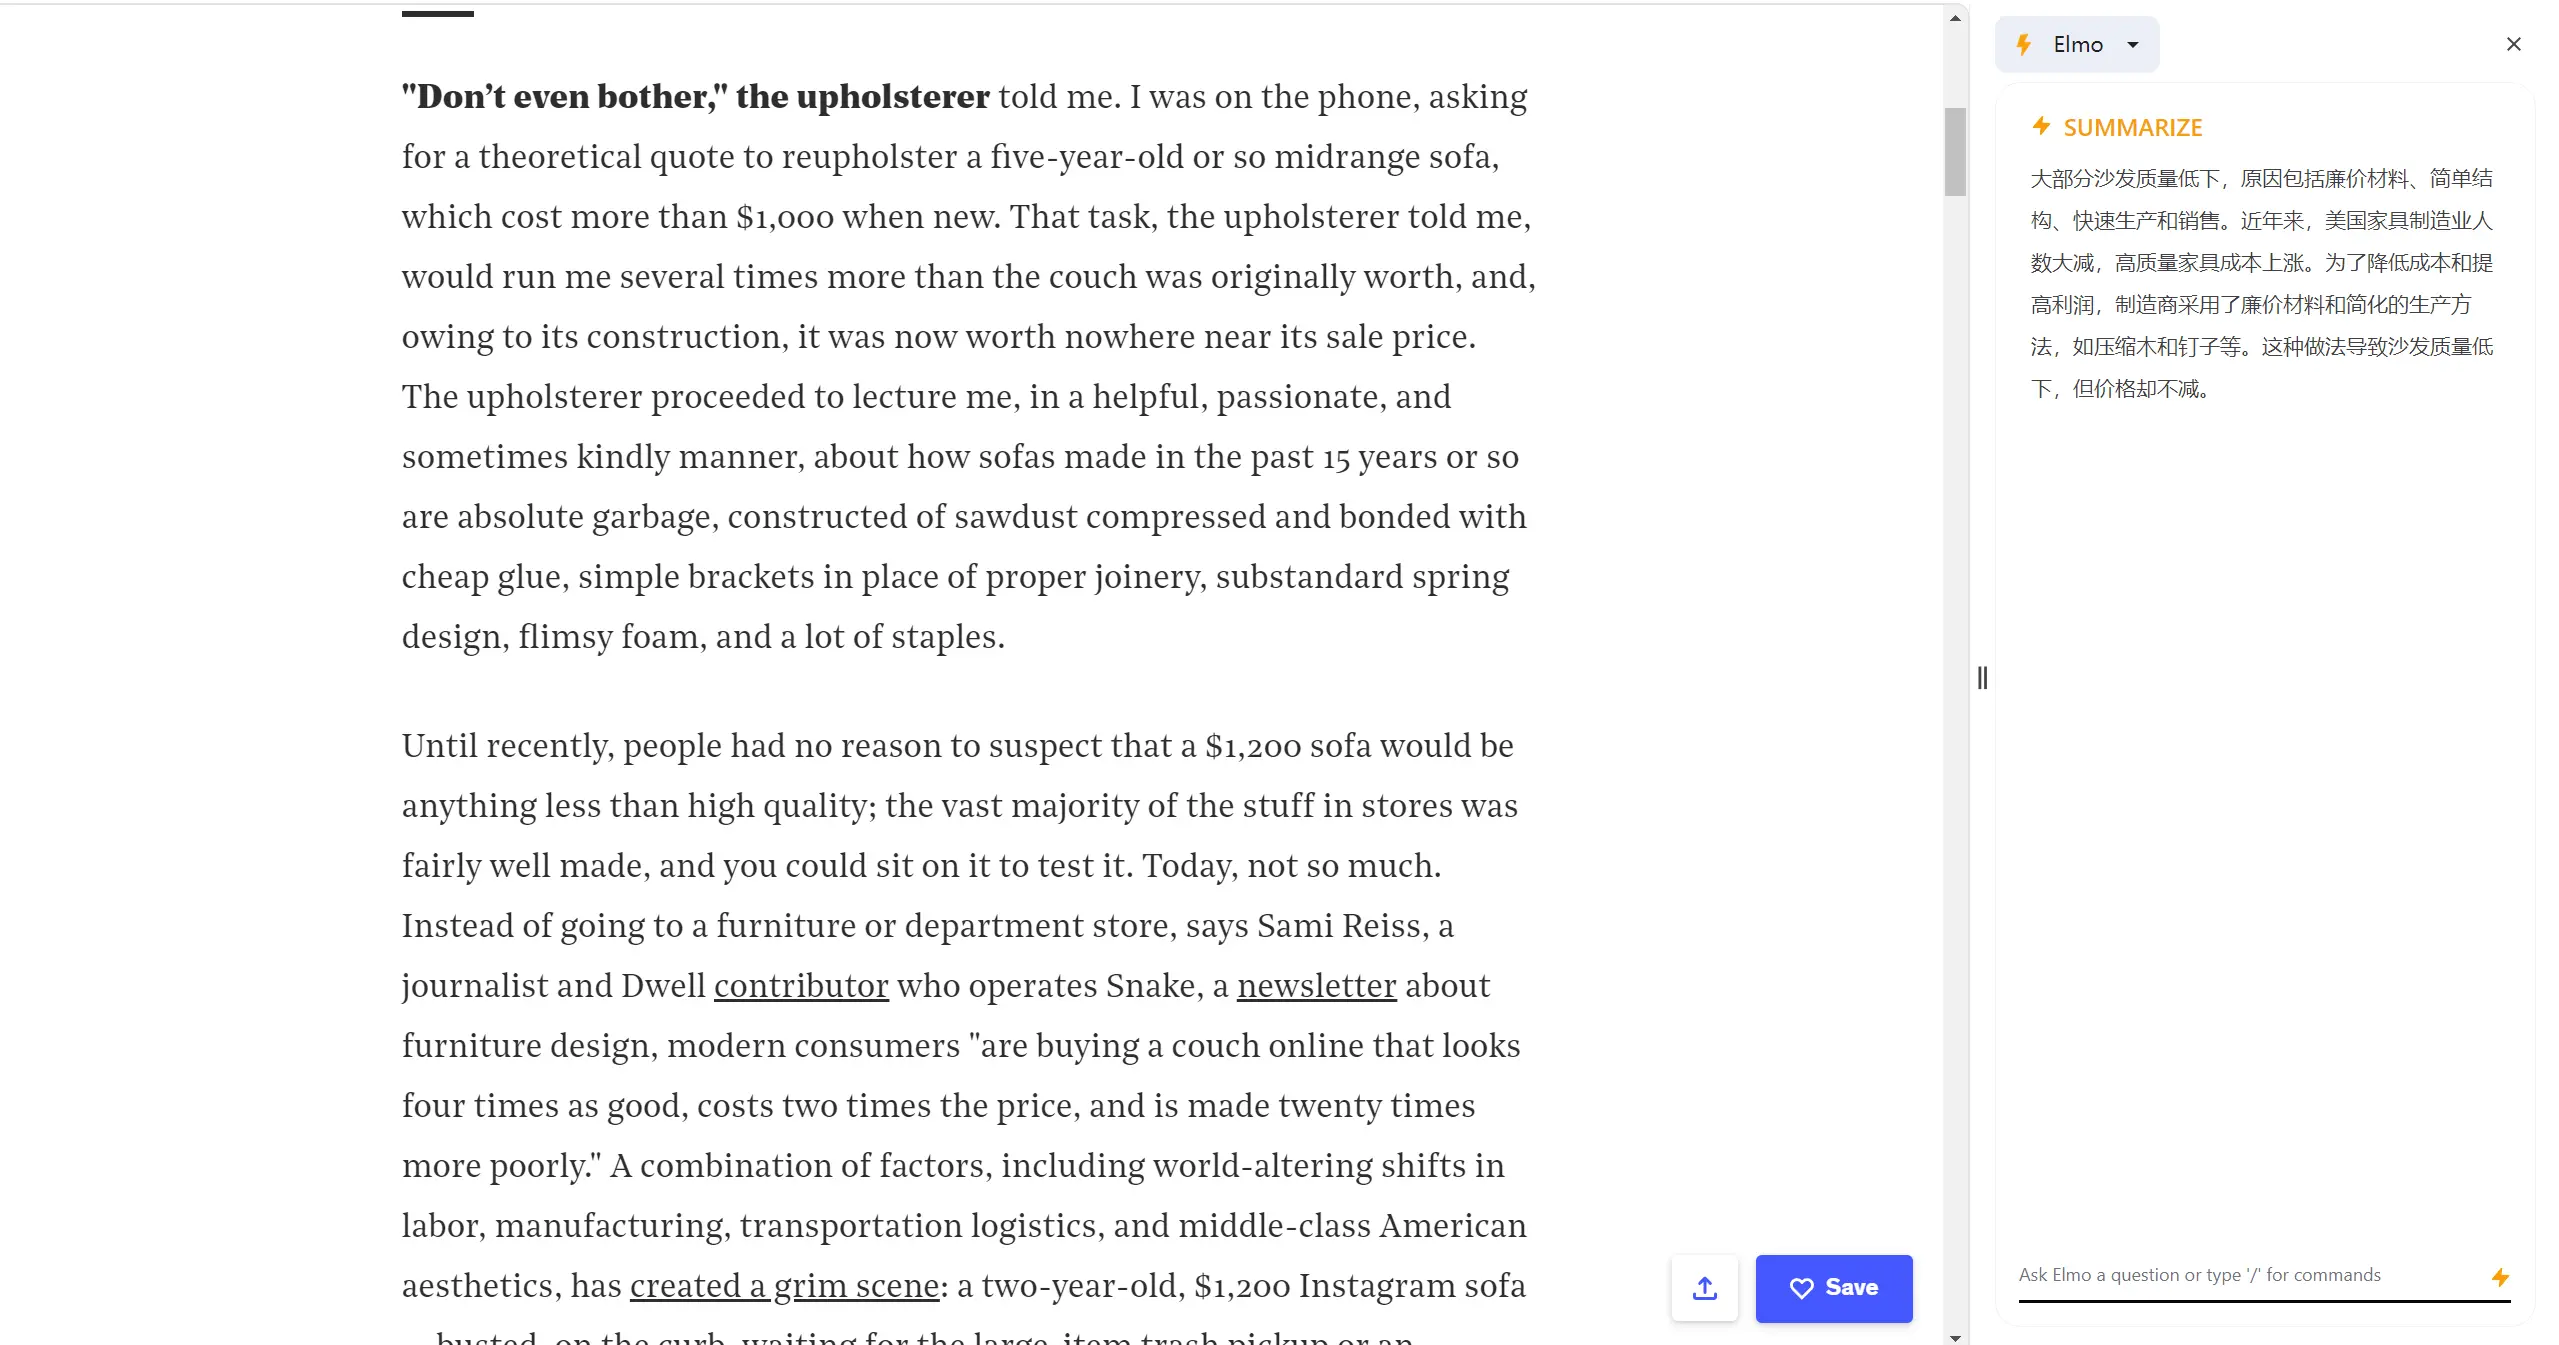 "Don’t even bother," the upholsterer told me. I was on the phone, asking
for a theoretical quote to reupholster a five-year-old or so midrange sofa,
which cost more than $1,000 when new. That task, the upholsterer told me,
would run me several times more than the couch was originally worth, and,
owing to its construction, it was now worth nowhere near its sale price.
The upholsterer proceeded to lecture me, in a helpful, passionate, and
sometimes kindly manner, about how sofas made in the past 15 years or so
are absolute garbage, constructed of sawdust compressed and bonded with
cheap glue, simple brackets in place of proper joinery, substandard spring
design, flimsy foam, and a lot of staples.
Until recently, people had no reason to suspect that a $1,200 sofa would be
anything less than high quality; the vast majority of the stuff in stores was
fairly well made, and you could sit on it to test it. Today, not so much.
Instead of going to a furniture or department store, says Sami Reiss, a
journalist and Dwell contributor who operates Snake, a newsletter about
furniture design, modern consumers "are buying a couch online that looks
four times as good, costs two times the price, and is made twenty times
more poorly." A combination of factors, including world-altering shifts in
labor, manufacturing, transportation logistics, and middle-class American
aesthetics, has created a grim scene: a two-year-old, $1,200 Instagram sofa
busted, on the curb, waiting for the large-item trash pickup or an
Save
Elmo
SUMMARIZE
大部分沙发质量低下，原因包括廉价材料、简单结
构、快速生产和销售。近年来，美国家具制造业人
数大减，高质量家具成本上涨。为了降低成本和提
高利润，制造商采用了廉价材料和简化的生产方
法，如压缩木和钉子等。这种做法导致沙发质量低
下，但价格却不减。
Ask Elmo a question or type '/' for commands